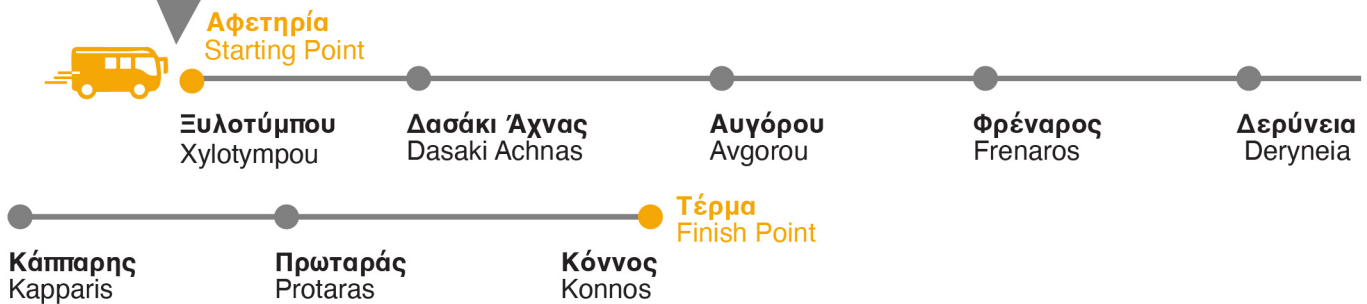 Αφετηρία
Starting Point
Ξυλοτύμπου
Xylotympou
Δασάκι Άχνας
Dasaki Achnas
Αυγόρου
Avgorou
Φρέναρος
Frenaros
Δερύνεια
Deryneia
Τέρμα
Finish Point
Κάππαρης
Kapparis
Πρωταράς
Protaras
Κόννος
Konnos